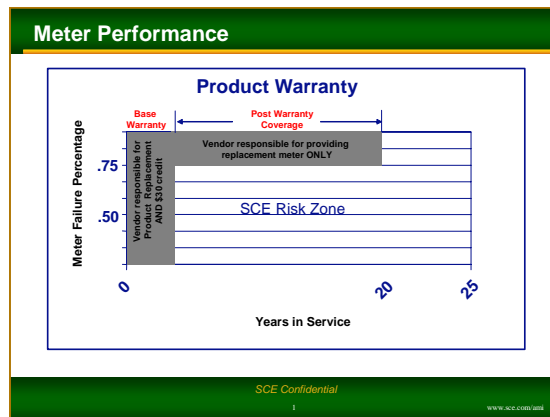 Meter Performance
Product Warranty
Base
Warranty
Post Warranty
Coverage
Vendor responsible for providing
replacement meter ONLY
Vendor responsible for
Product Replacement
AND $30 credit
Meter Failure Percentage
.75
.50
SCE Risk Zone
0
20
25
Years in Service
SCE Confidential
1
www.sce.com/ami